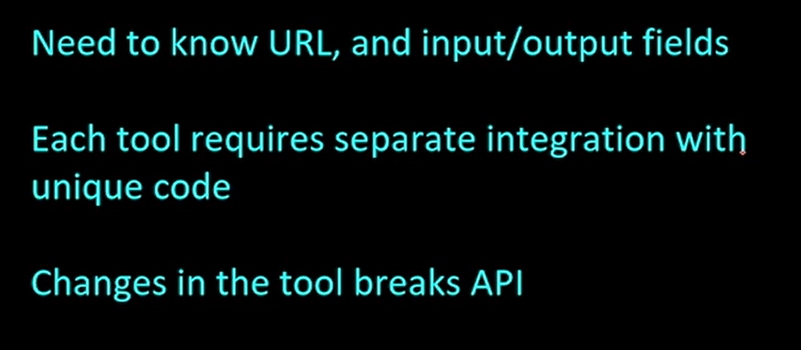 Need to know URL, and input/output fields
Each tool requires separate integration with
unique code
Changes in the tool breaks API